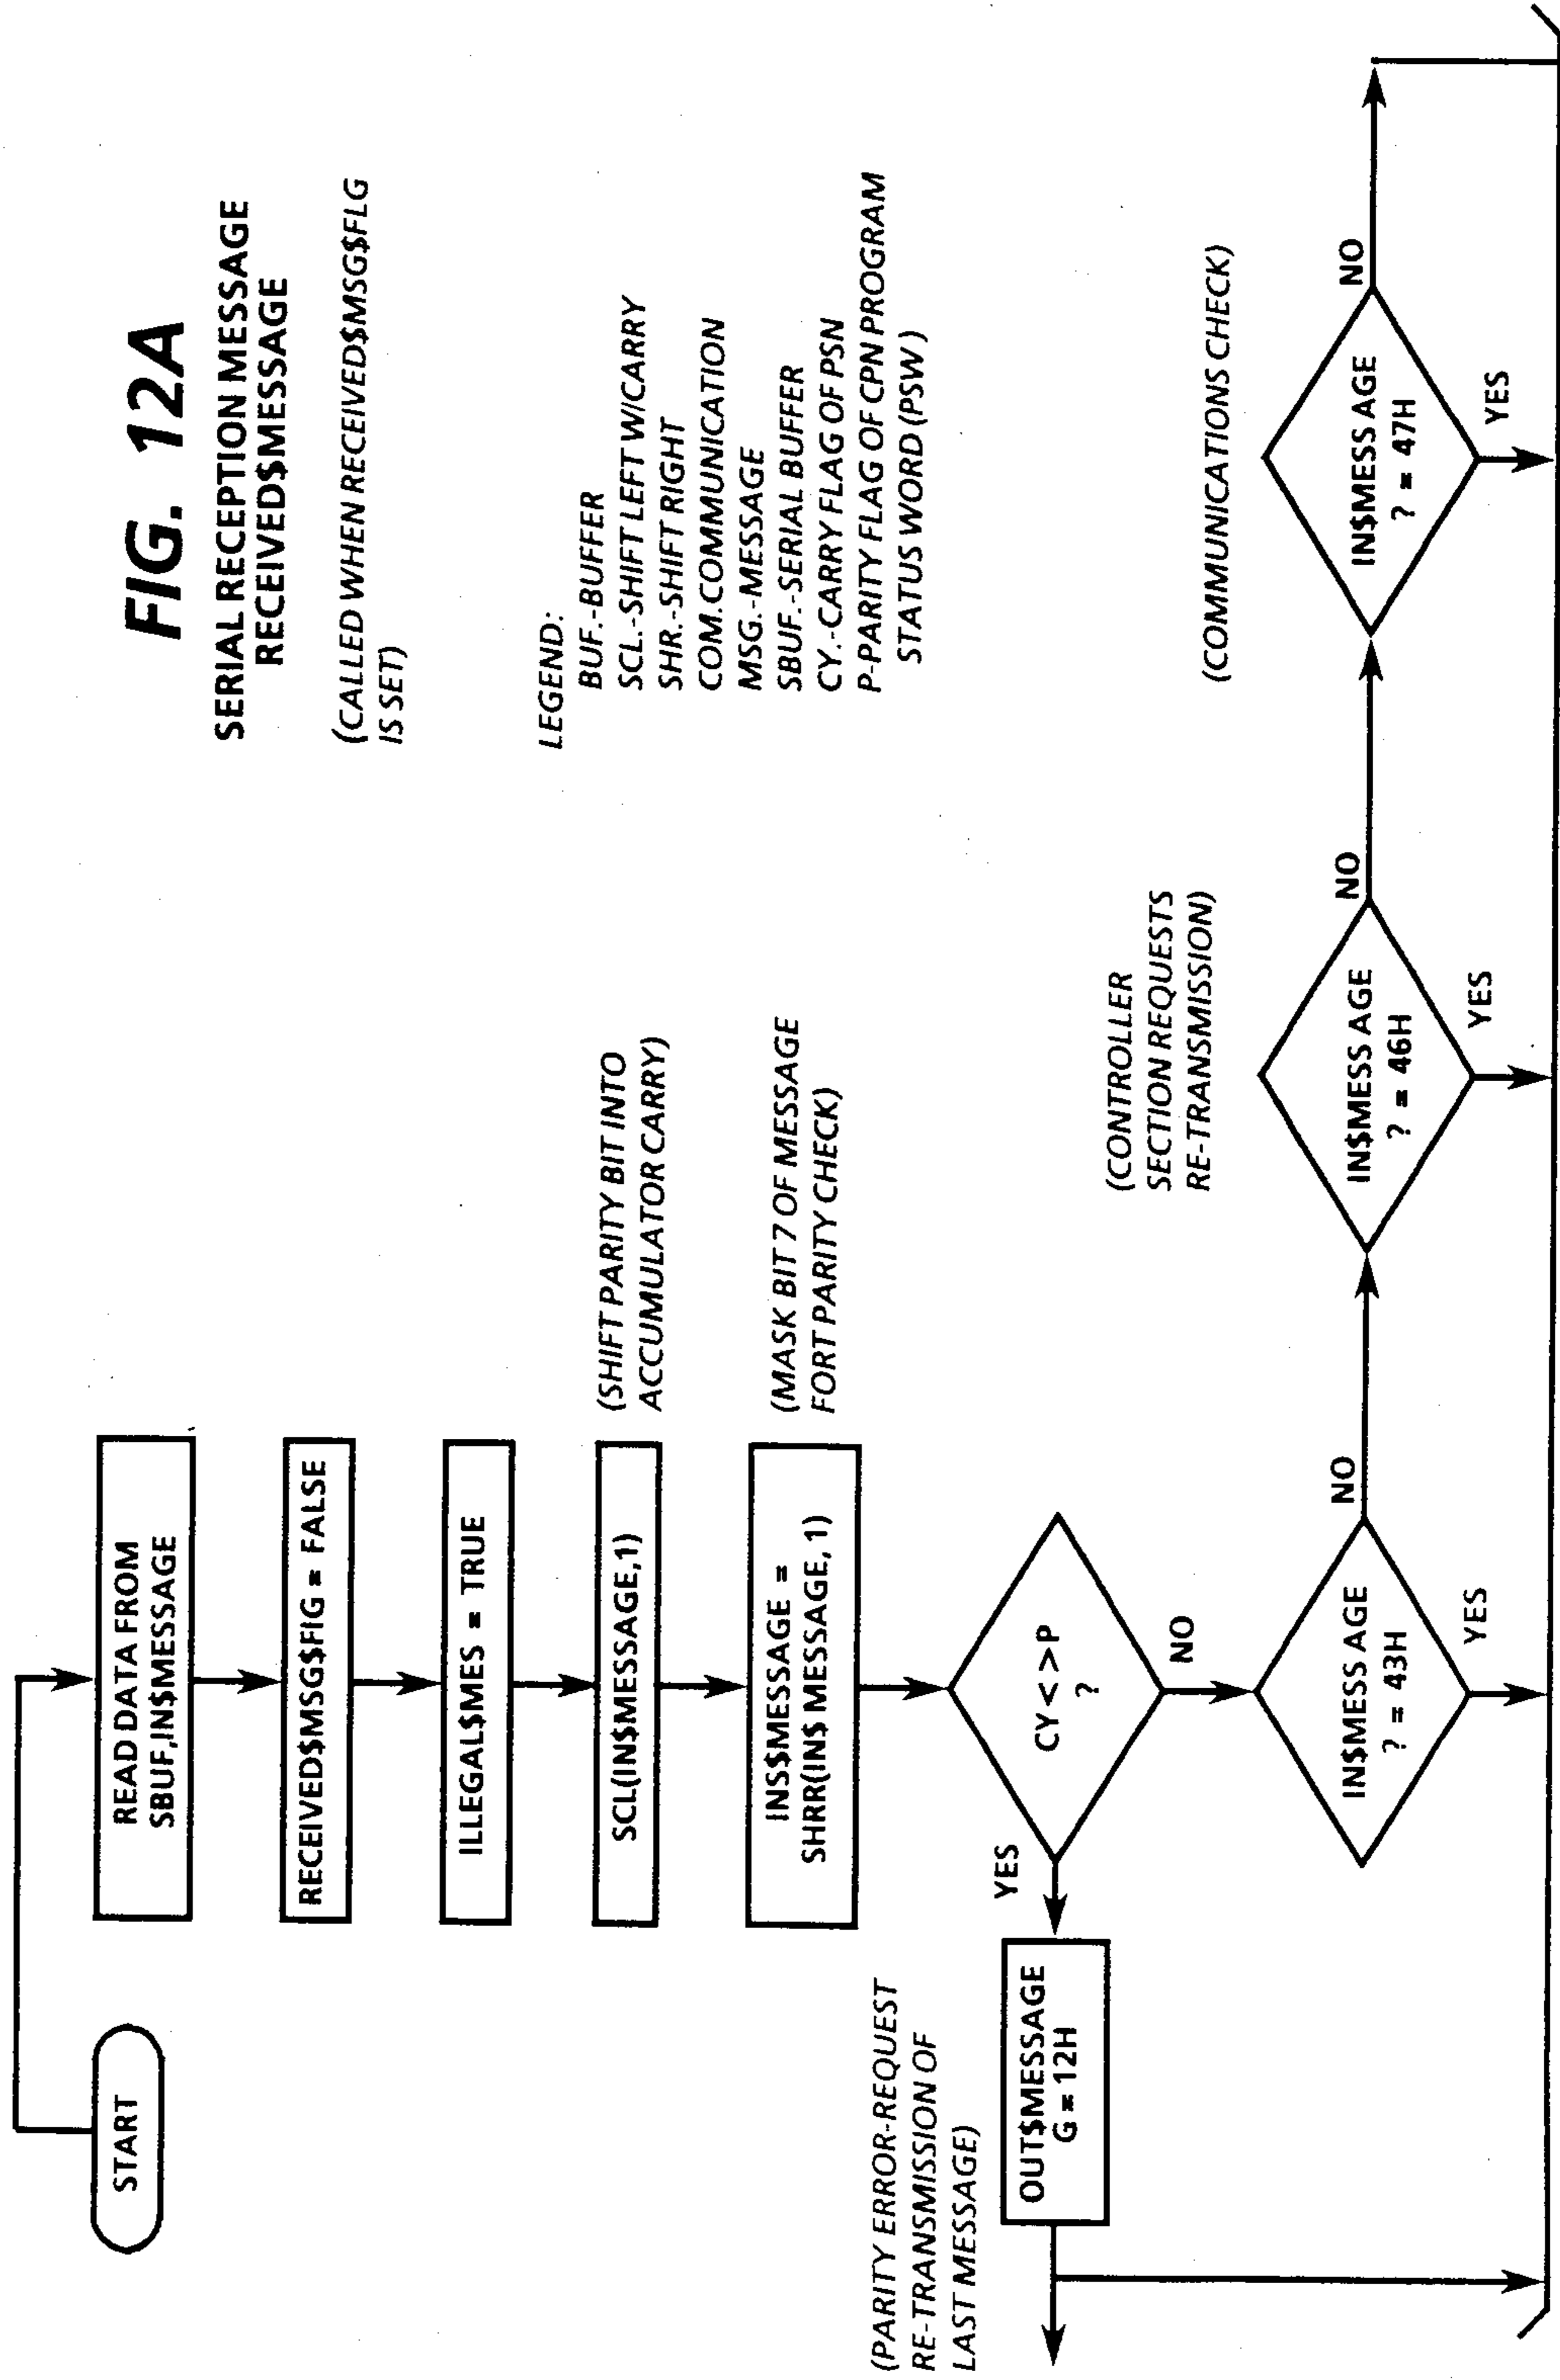 FIG. 12A
SERIAL RECEPTION MESSAGE
RECEIVED$MESSAGE
(CALLED WHEN RECEIVED$MSG$FLG
IS SET)
LEGEND:
BUF.-BUFFER
SCL.-SHIFT LEFT W/CARRY
SHR.-SHIFT RIGHT
COM.COMMUNICATION
MSG.-MESSAGE
SBUF.-SERIAL BUFFER
CY.-CARRY FLAG OF PSN
P-PARITY FLAG OF CPN PROGRAM
STATUS WORD (PSW)
START
READ DATA FROM
SBUF,IN$MESSAGE
RECEIVED$MSG$FIG = FALSE
ILLEGAL$MES = TRUE
SCL(IN$MESSAGE,1)
(SHIFT PARITY BIT INTO
ACCUMULATOR CARRY)
INS$MESSAGE =
SHRR(IN$ MESSAGE, 1)
(MASK BIT 7 OF MESSAGE
FORT PARITY CHECK)
CY < > P
?
YES
NO
(PARITY ERROR-REQUEST
RE-TRANSMISSION OF
LAST MESSAGE)
OUT$MESSAGE
G = 12H
IN$MESS AGE
? = 43H
NO
YES
(CONTROLLER
SECTION REQUESTS
RE-TRANSMISSION)
IN$MESS AGE
? = 46H
NO
YES
(COMMUNICATIONS CHECK)
IN$MESS AGE
? = 47H
NO
YES